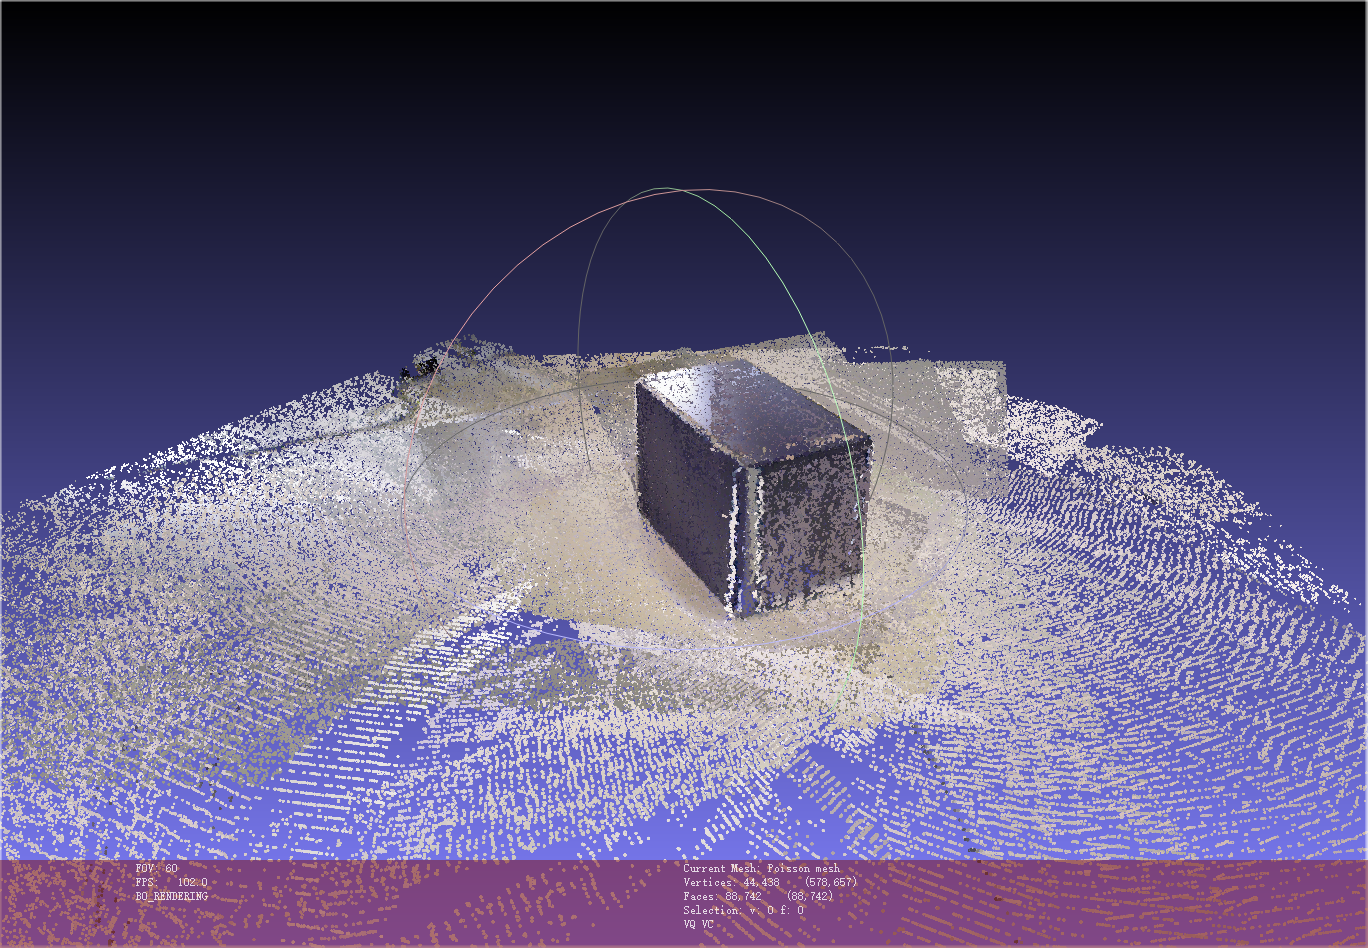 FOV: 60
FPS: 102.0
BO_RENDERING
Current Mesh: Poisson mesh
Vertices: 44,438 (578,657)
Faces: 88,742 (88,742)
Selection: v: 0 f: 0
VQ VC